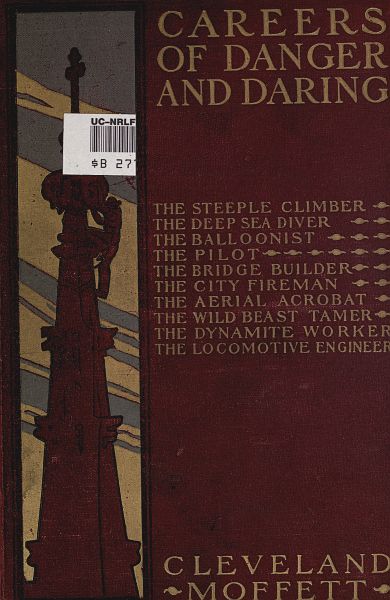 CAREERS
OF DANGER
AND DARING
UC-NRLF
$B 277
THE STEEPLE CLIMBER
THE DEEP SEA DIVER
THE BALLOONIST
THE PILOT
THE BRIDGE BUILDER
THE CITY FIREMAN
THE AERIAL ACROBAT
THE WILD BEAST TAMER
THE DYNAMITE WORKER
THE LOCOMOTIVE ENGINEER
CLEVELAND
MOFFETT